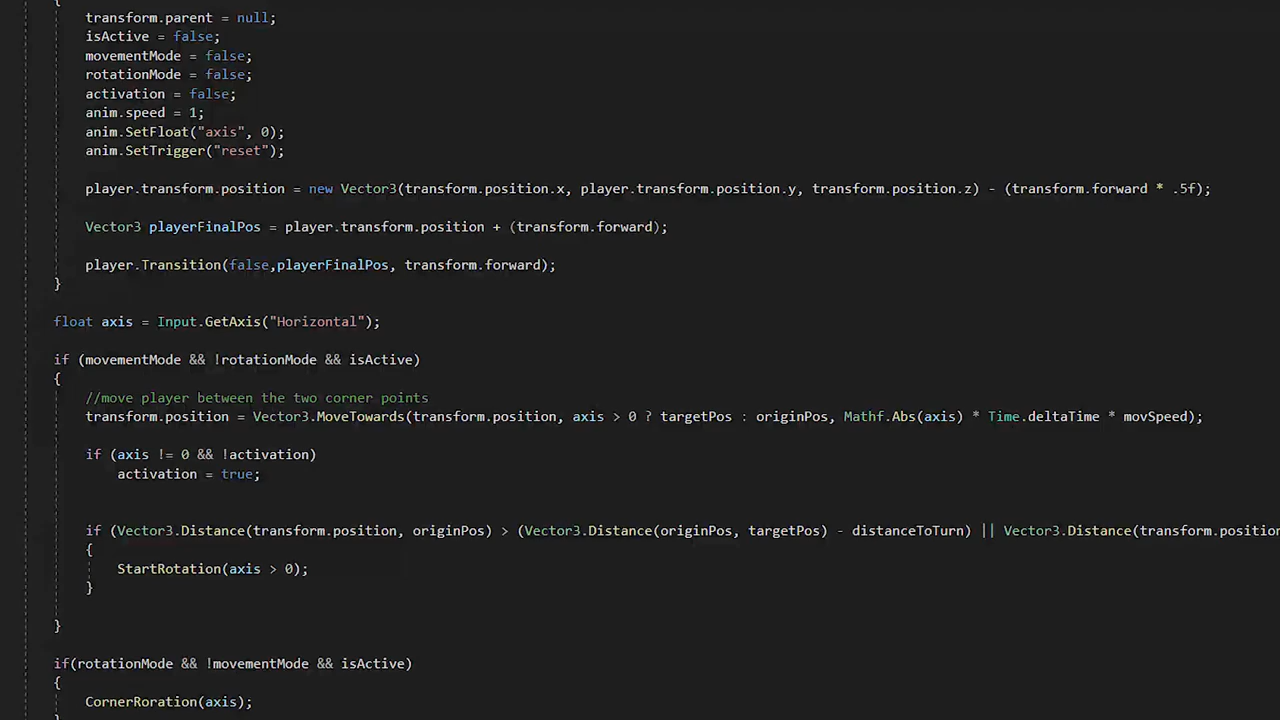 {
transform.parent = null;
isActive = false;
movementMode = false;
rotationMode = false;
activation = false;
anim.speed = 1;
anim.SetFloat("axis", 0);
anim.SetTrigger("reset");
player.transform.position = new Vector3(transform.position.x, player.transform.position.y, transform.position.z) - (transform.forward * .5f);
Vector3 playerFinalPos = player.transform.position + (transform.forward);
player.Transition(false,playerFinalPos, transform.forward);
}
float axis = Input.GetAxis("Horizontal");
if (movementMode && !rotationMode && isActive)
{
//move player between the two corner points
transform.position = Vector3.MoveTowards(transform.position, axis > 0 ? targetPos : originPos, Mathf.Abs(axis) * Time.deltaTime * movSpeed);
if (axis != 0 && !activation)
activation = true;
if (Vector3.Distance(transform.position, originPos) > (Vector3.Distance(originPos, targetPos) - distanceToTurn) || Vector3.Distance(transform.position
{
StartRotation(axis > 0);
}
}
if(rotationMode && !movementMode && isActive)
{
CornerRoration(axis);
}